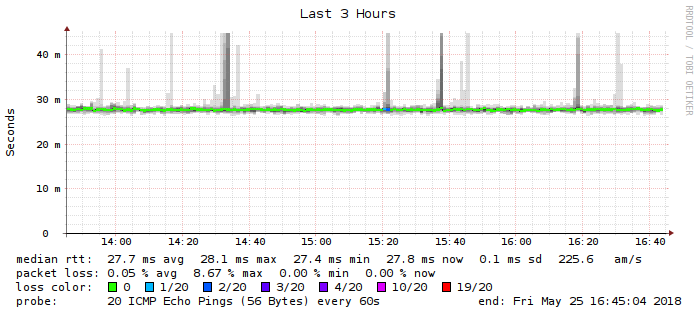 Last 3 Hours
RRDTOOL / TOBI OETIKER
Seconds
40 m
30 m
20 m
10 m
0
14:00 14:20 14:40 15:00 15:20 15:40 16:00 16:20 16:40
median rtt: 27.7 ms avg 28.1 ms max 27.4 ms min 27.8 ms now 0.1 ms sd 225.6 am/s
packet loss: 0.05 % avg 8.67 % max 0.00 % min 0.00 % now
loss color: 0 1/20 2/20 3/20 4/20 10/20 19/20
probe: 20 ICMP Echo Pings (56 Bytes) every 60s end: Fri May 25 16:45:04 2018